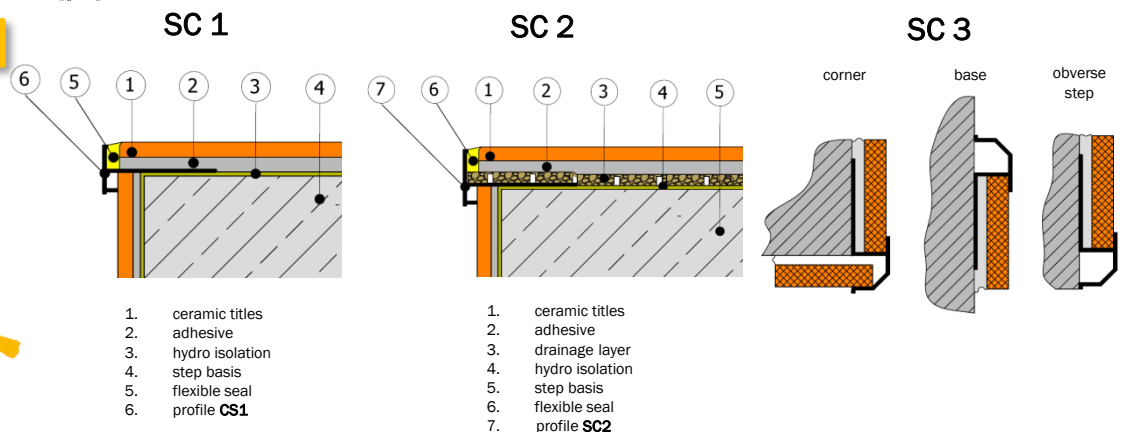 SC 1
6 5 1 2 3 4
1. ceramic titles
2. adhesive
3. hydro isolation
4. step basis
5. flexible seal
6. profile CS1
SC 2
7 6 1 2 3 4 5
1. ceramic titles
2. adhesive
3. drainage layer
4. hydro isolation
5. step basis
6. flexible seal
7. profile SC2
SC 3
corner
base
obverse
step